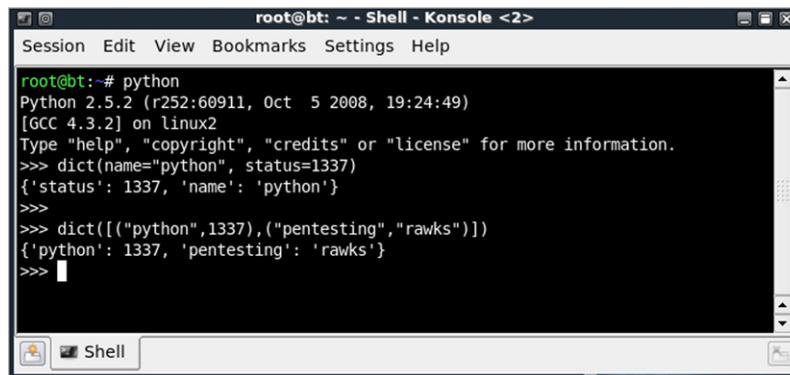 root@bt: ~ - Shell - Konsole <2>
Session Edit View Bookmarks Settings Help
root@bt:~# python
Python 2.5.2 (r252:60911, Oct  5 2008, 19:24:49)
[GCC 4.3.2] on linux2
Type "help", "copyright", "credits" or "license" for more information.
>>> dict(name="python", status=1337)
{'status': 1337, 'name': 'python'}
>>>
>>> dict([("python",1337),("pentesting","rawks")])
{'python': 1337, 'pentesting': 'rawks'}
>>>
Shell